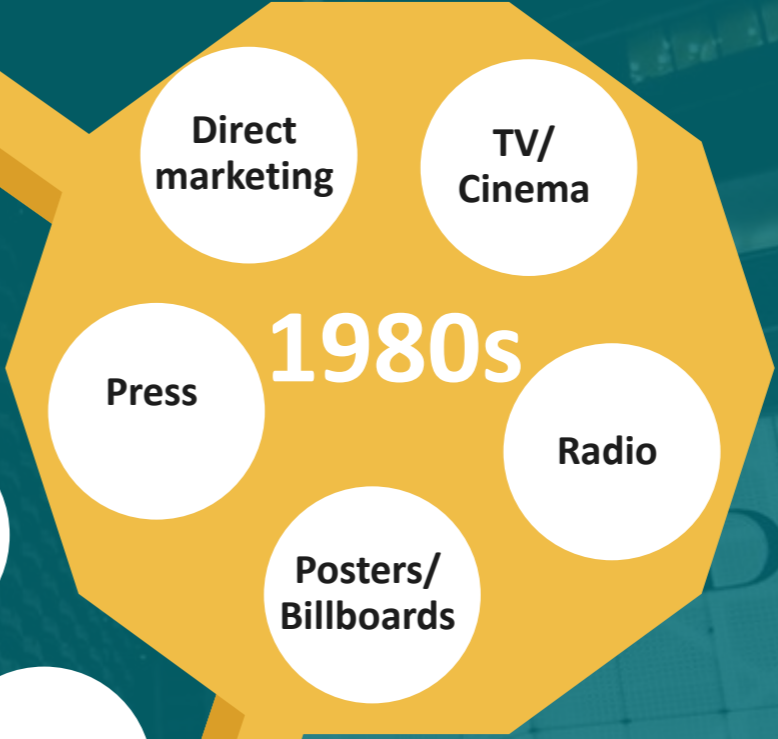 Direct
marketing
TV/
Cinema
1980s
Press
Radio
Posters/
Billboards